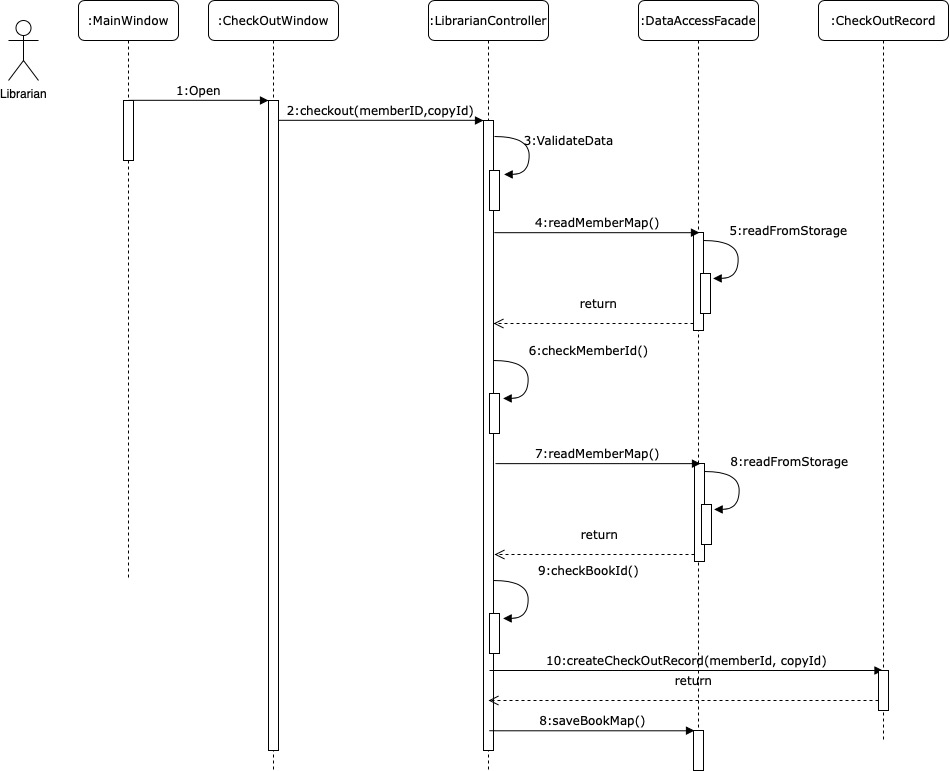 :MainWindow
:CheckOutWindow
:LibrarianController
:DataAccessFacade
:CheckOutRecord
Librarian
1:Open
2:checkout(memberID,copyId)
3:ValidateData
4:readMemberMap()
5:readFromStorage
return
6:checkMemberId()
7:readMemberMap()
8:readFromStorage
return
9:checkBookId()
10:createCheckOutRecord(memberId, copyId)
return
8:saveBookMap()